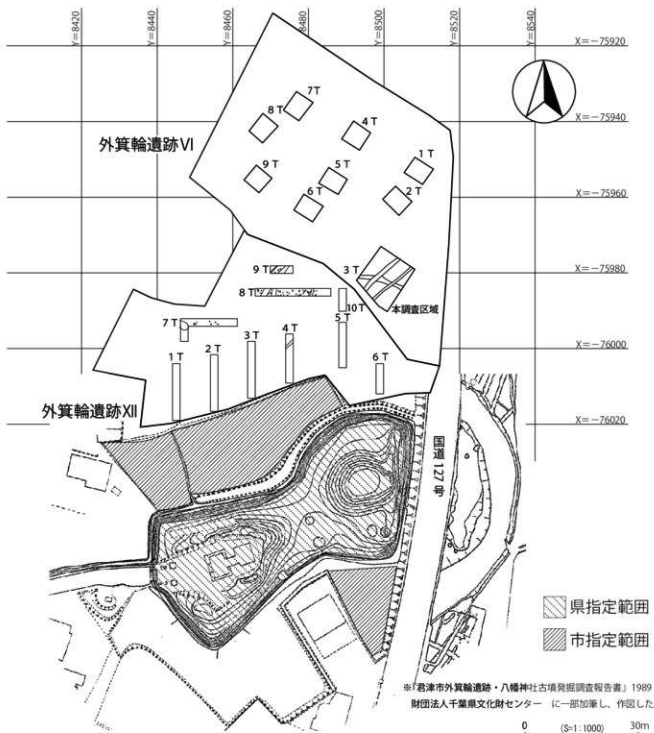 Y=8420
Y=8440
Y=8460
Y=8480
Y=8500
Y=8520
Y=8540
X=-75920
7T
8T
X=-75940
4T
外箕輪遺跡Ⅵ
1T
9T
5T
2T
6T
X=-75960
9T
3T
X=-75980
8T
10T
本調査区域
7T
5T
4T
3T
2T
1T
6T
X=-76000
外箕輪遺跡Ⅻ
X=-76020
国道127号
県指定範囲
市指定範囲
※『君津市外箕輪遺跡・八幡神社古墳発掘調査報告書』1989
財団法人千葉県文化財センター に一部加筆し、作図した
0 (S=1:1000) 30m